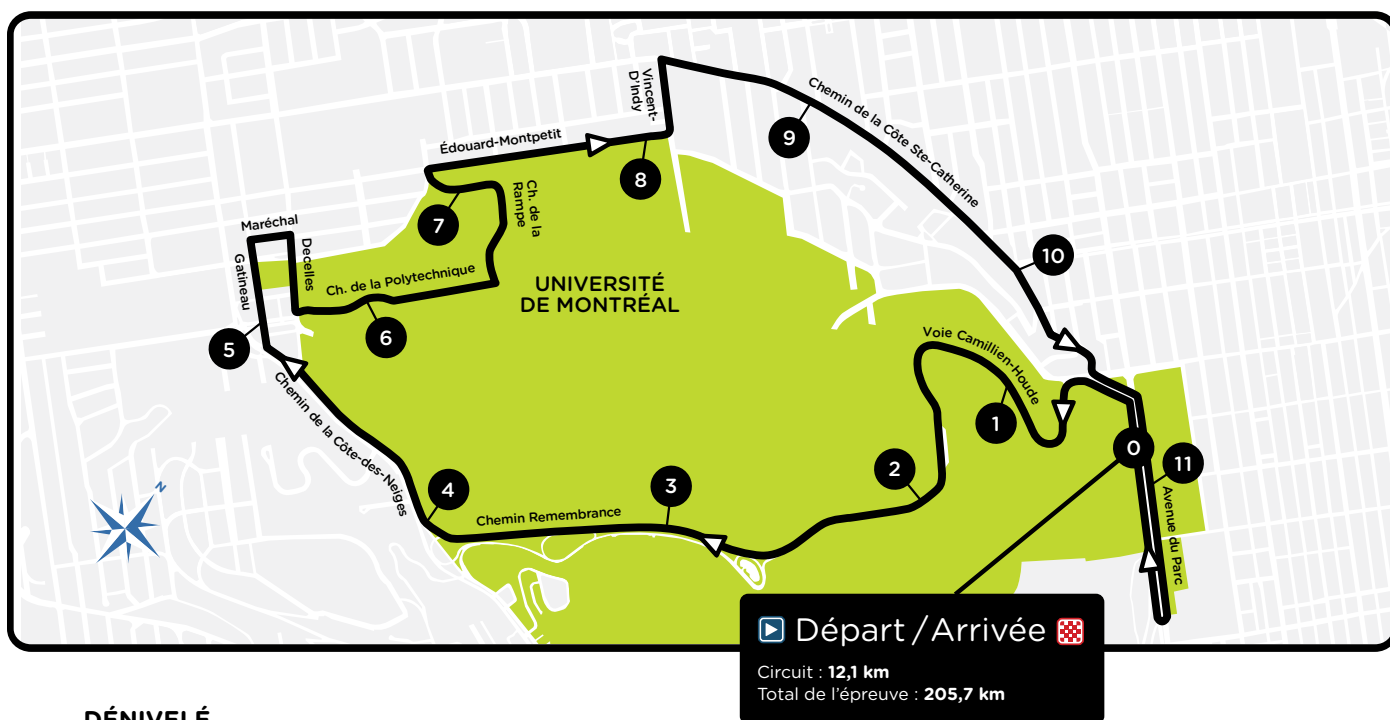 Vincent-
D'Indy
Chemin de la Côte Ste-Catherine
9
Édouard-Montpetit
8
Ch. de la
Rampe
7
Maréchal
Decelles
Gatineau
10
Ch. de la Polytechnique
UNIVERSITÉ
DE MONTRÉAL
6
5
Voie Camillien-Houde
1
Chemin de la Côte-des-Neiges
0
11
2
3
4
N
Chemin Remembrance
Avenue du Parc
Départ / Arrivée
Circuit : 12,1 km
Total de l'épreuve : 205,7 km
DÉNIVELÉ